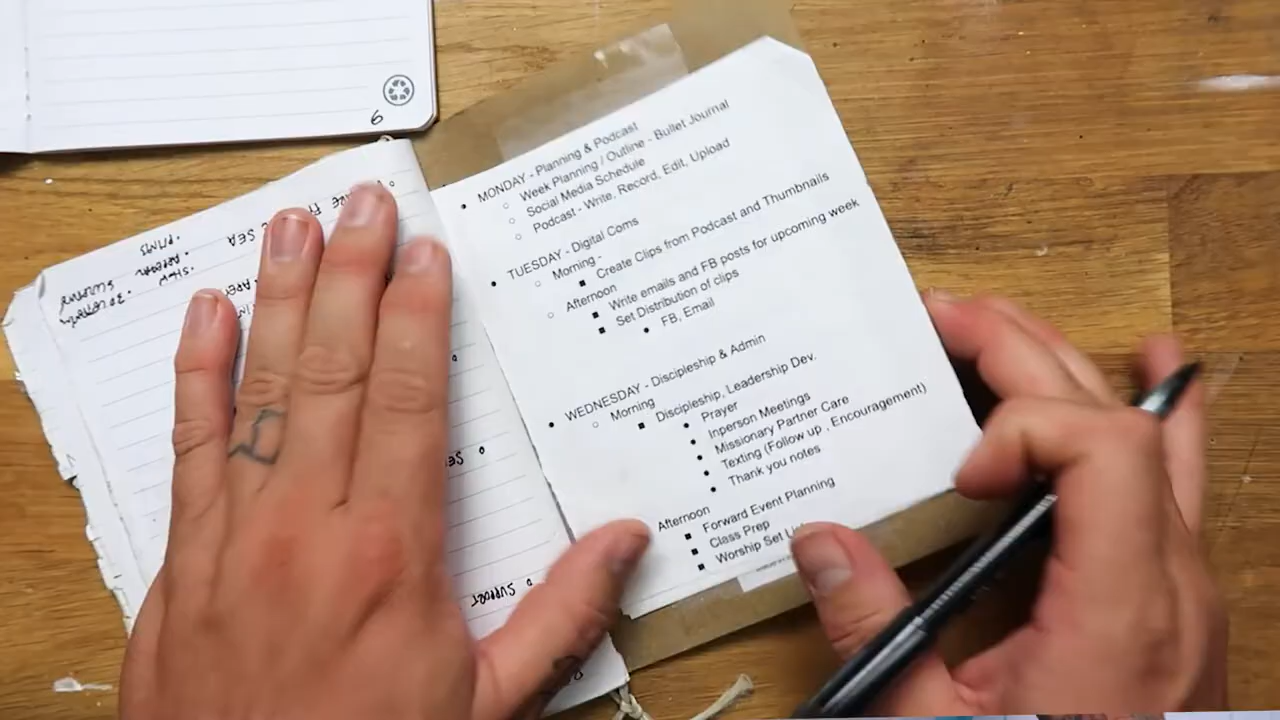 6
MONDAY - Planning & Podcast
Week Planning / Outline - Bullet Journal
Social Media Schedule
Podcast - Write, Record, Edit, Upload
TUESDAY - Digital Coms
Morning -
Create Clips from Podcast and Thumbnails
Afternoon
Write emails and FB posts for upcoming week
Set Distribution of clips
FB, Email
WEDNESDAY - Discipleship & Admin
Morning
Discipleship, Leadership Dev.
Prayer
Inperson Meetings
Missionary Partner Care
Texting (Follow up . Encouragement)
Thank you notes
Afternoon
Forward Event Planning
Class Prep
Worship Set
SUPPORT
SEA